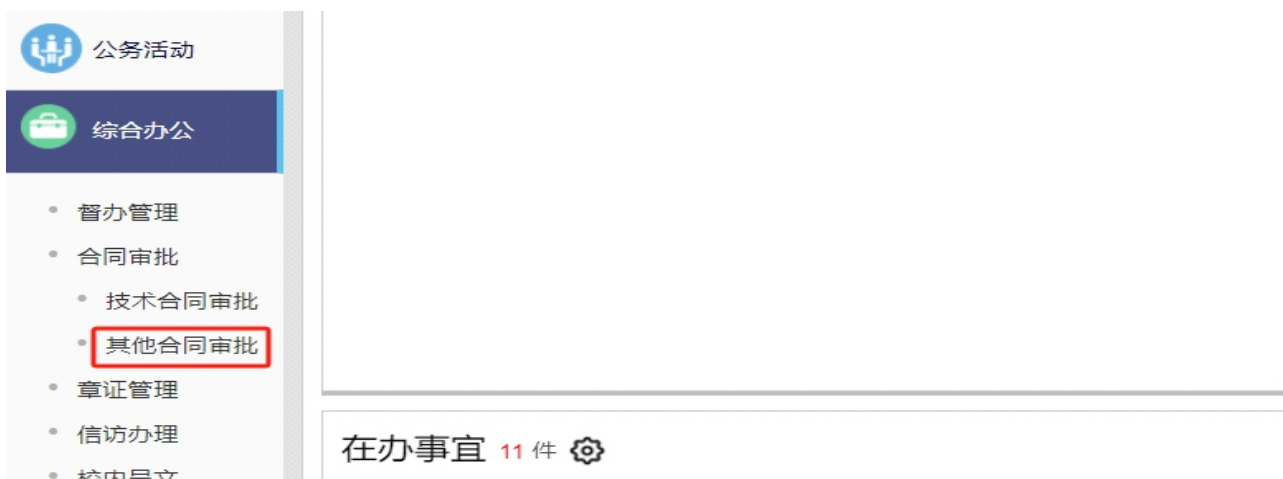 公务活动
综合办公
督办管理
合同审批
技术合同审批
其他合同审批
章证管理
信访办理
在办事宜 11 件